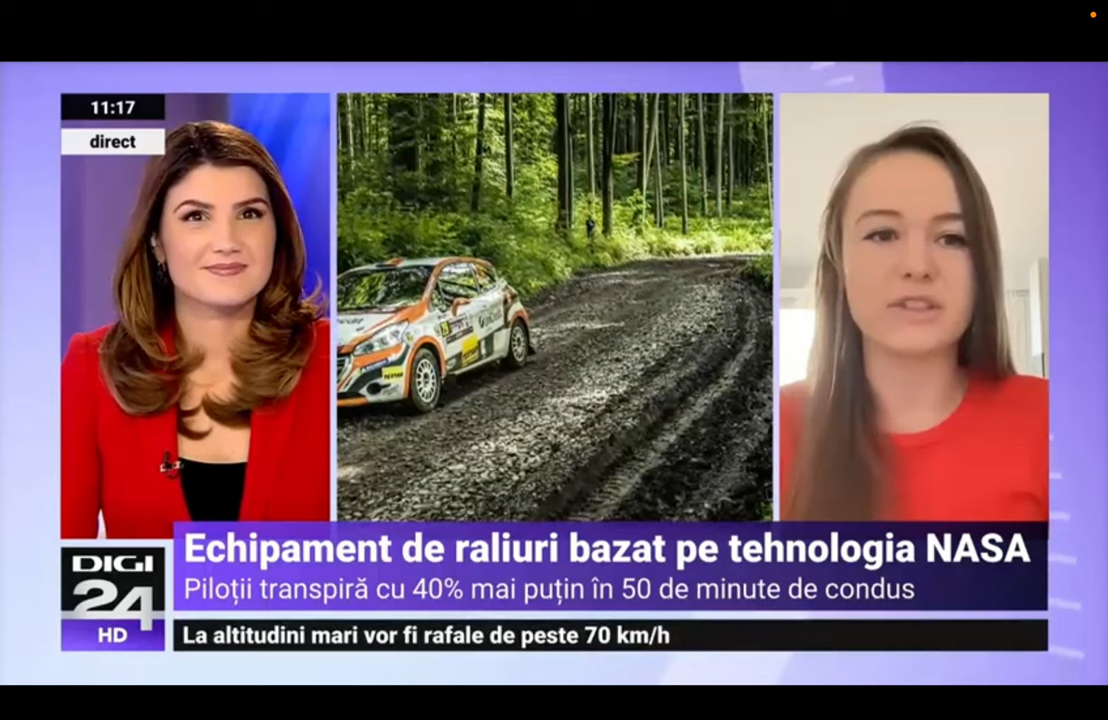 11:17
direct
Echipament de raliuri bazat pe tehnologia NASA
Piloții transpiră cu 40% mai puțin în 50 de minute de condus
DIGI
24
HD
La altitudini mari vor fi rafale de peste 70 km/h